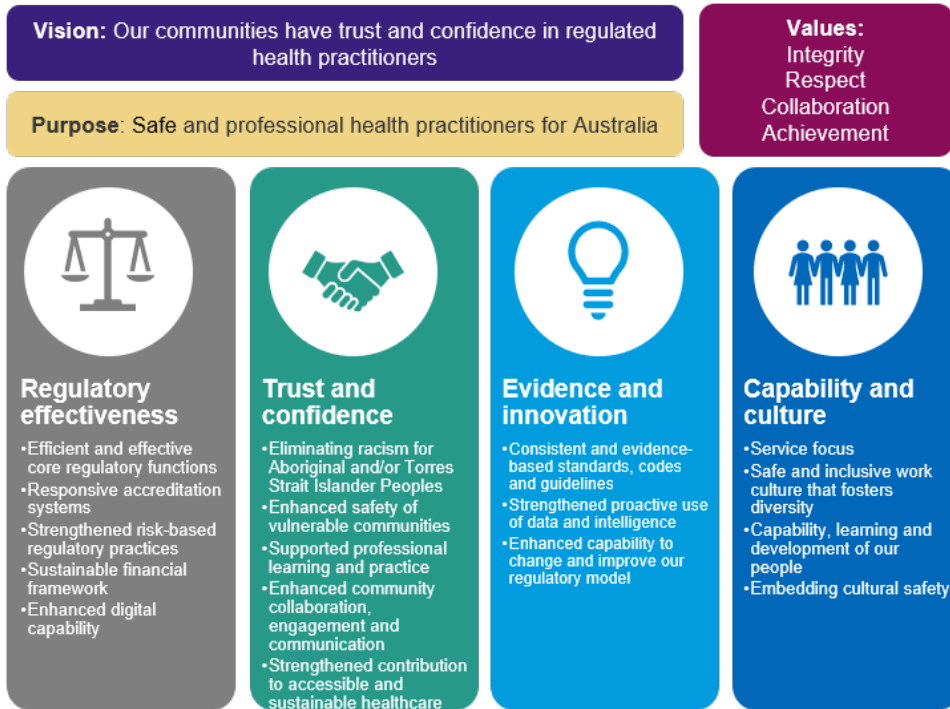 Vision: Our communities have trust and confidence in regulated
health practitioners
Values:
Integrity
Respect
Collaboration
Achievement
Purpose: Safe and professional health practitioners for Australia
Regulatory
effectiveness
•Efficient and effective
core regulatory functions
•Responsive accreditation
systems
•Strengthened risk-based
regulatory practices
•Sustainable financial
framework
•Enhanced digital
capability
Trust and
confidence
•Eliminating racism for
Aboriginal and/or Torres
Strait Islander Peoples
•Enhanced safety of
vulnerable communities
•Supported professional
learning and practice
•Enhanced community
collaboration,
engagement and
communication
•Strengthened contribution
to accessible and
sustainable healthcare
Evidence and
innovation
•Consistent and evidence-
based standards, codes
and guidelines
•Strengthened proactive use
of data and intelligence
•Enhanced capability to
change and improve our
regulatory model
Capability and
culture
•Service focus
•Safe and inclusive work
culture that fosters
diversity
•Capability, learning and
development of our
people
•Embedding cultural safety